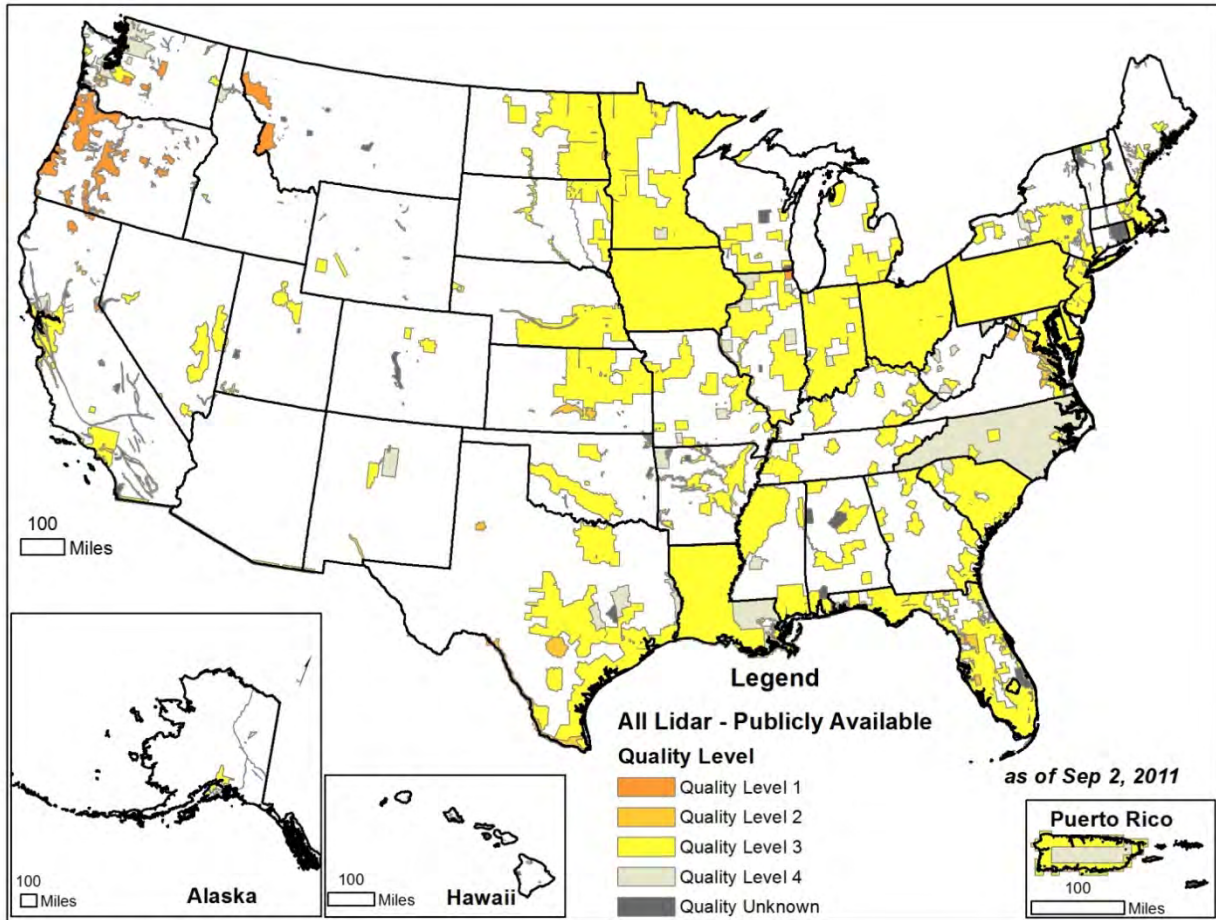 100
Miles
Legend
All Lidar - Publicly Available
Quality Level
Quality Level 1
Quality Level 2
Quality Level 3
Quality Level 4
Quality Unknown
as of Sep 2, 2011
100
Miles
Alaska
100
Miles
Hawaii
Puerto Rico
100
Miles